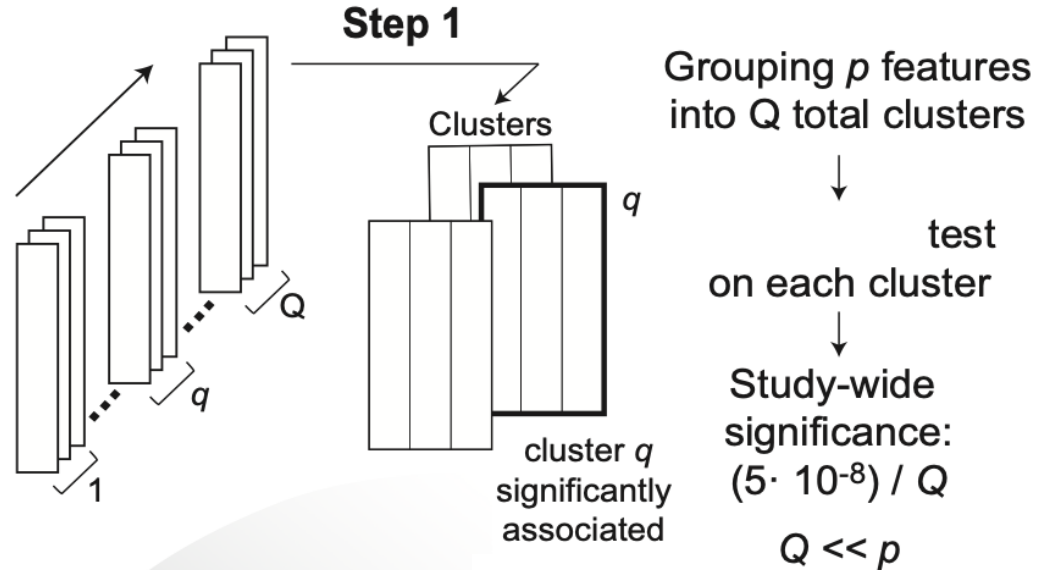 Step 1
Clusters
q
Q
q
1
cluster q
significantly
associated
Grouping p features
into Q total clusters
test
on each cluster
Study-wide
significance:
(5· 10⁻⁸) / Q
Q << p